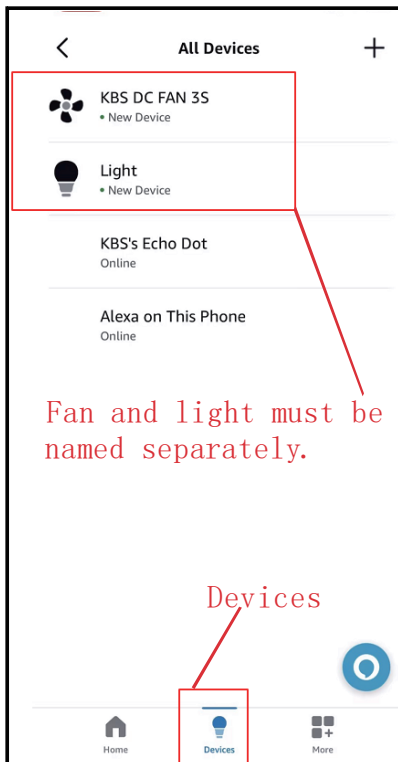 All Devices
KBS DC FAN 3S
• New Device
Light
• New Device
KBS's Echo Dot
Online
Alexa on This Phone
Online
Fan and light must be
named separately.
Devices
Home
Devices
More